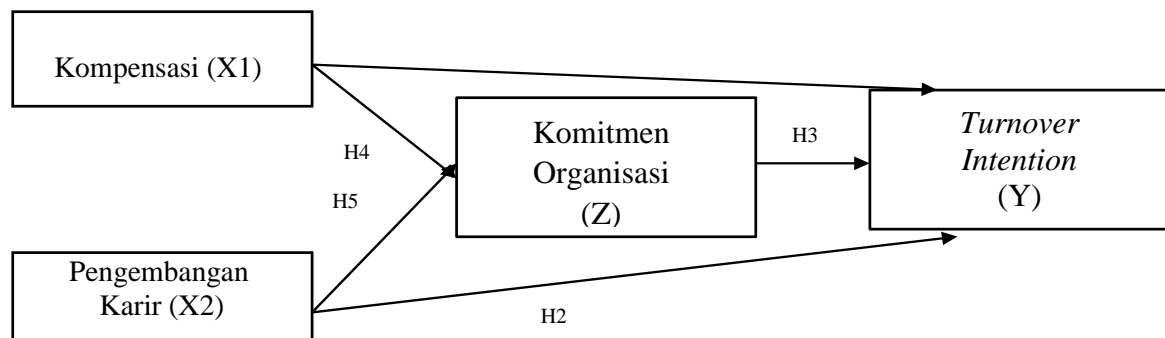 Kompensasi (X1)
H4
H5
Komitmen
Organisasi
(Z)
H3
Turnover
Intention
(Y)
Pengembangan
Karir (X2)
H2